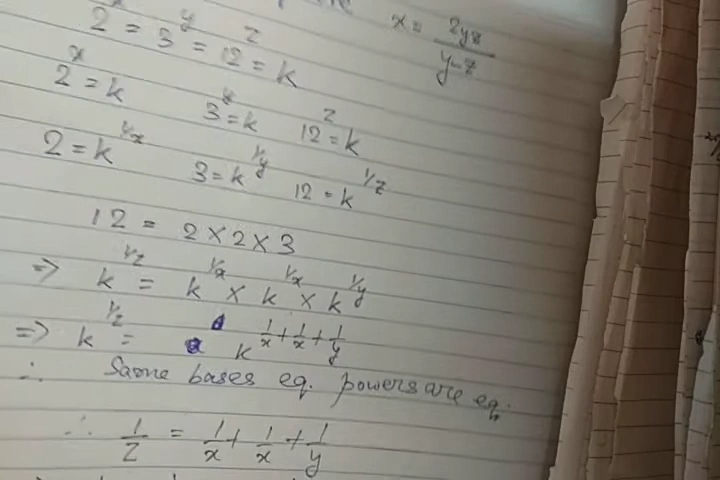 x = 2yz / y-z
2^x = 3^y = 12^z = k
2^x = k 3^y = k 12^z = k
2 = k^1/x 3 = k^1/y 12 = k^1/z
12 = 2 × 2 × 3
⇒ k^1/z = k^1/x × k^1/x × k^1/y
⇒ k^1/z = k^1/x + 1/x + 1/y
∴ Same bases eq. powers are eq.
∴ 1/z = 1/x + 1/x + 1/y